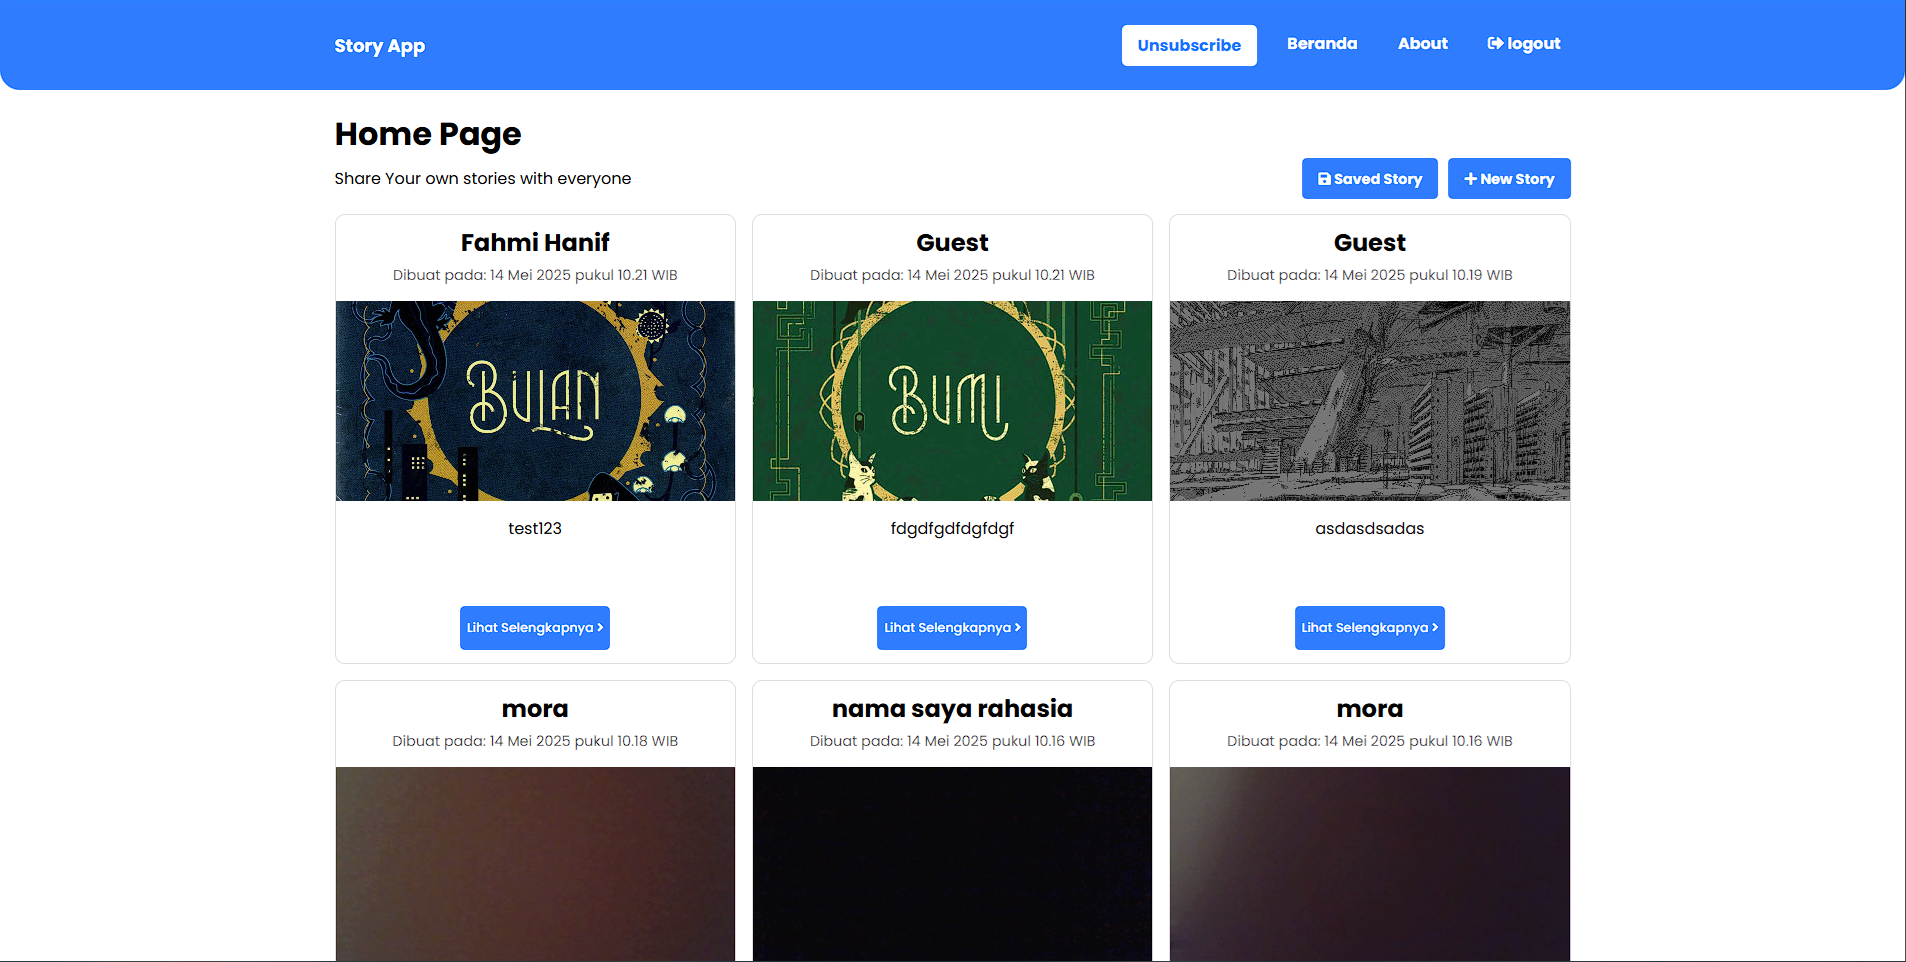 Story App
Unsubscribe
Beranda
About
logout
Home Page
Share Your own stories with everyone
Saved Story
New Story
Fahmi Hanif
Dibuat pada: 14 Mei 2025 pukul 10.21 WIB
BULAN
test123
Lihat Selengkapnya
Guest
Dibuat pada: 14 Mei 2025 pukul 10.21 WIB
BUMI
fdgdfgdfdgfdgf
Lihat Selengkapnya
Guest
Dibuat pada: 14 Mei 2025 pukul 10.19 WIB
asdasdsadas
Lihat Selengkapnya
mora
Dibuat pada: 14 Mei 2025 pukul 10.18 WIB
nama saya rahasia
Dibuat pada: 14 Mei 2025 pukul 10.16 WIB
mora
Dibuat pada: 14 Mei 2025 pukul 10.16 WIB